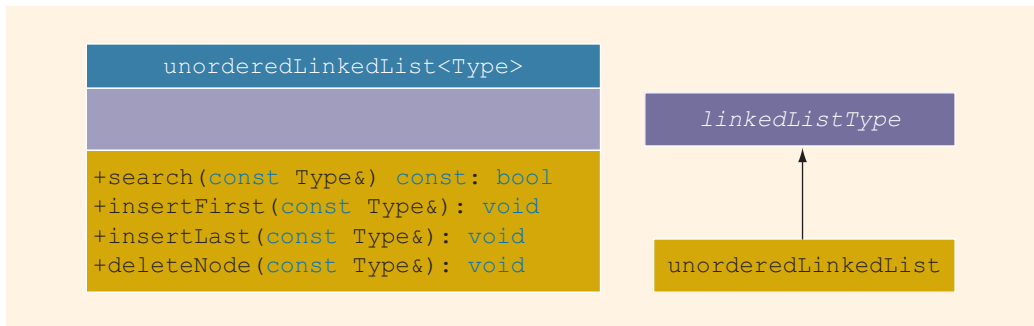 unorderedLinkedList<Type>
+search(const Type&) const: bool
+insertFirst(const Type&): void
+insertLast(const Type&): void
+deleteNode(const Type&): void
linkedListType
unorderedLinkedList